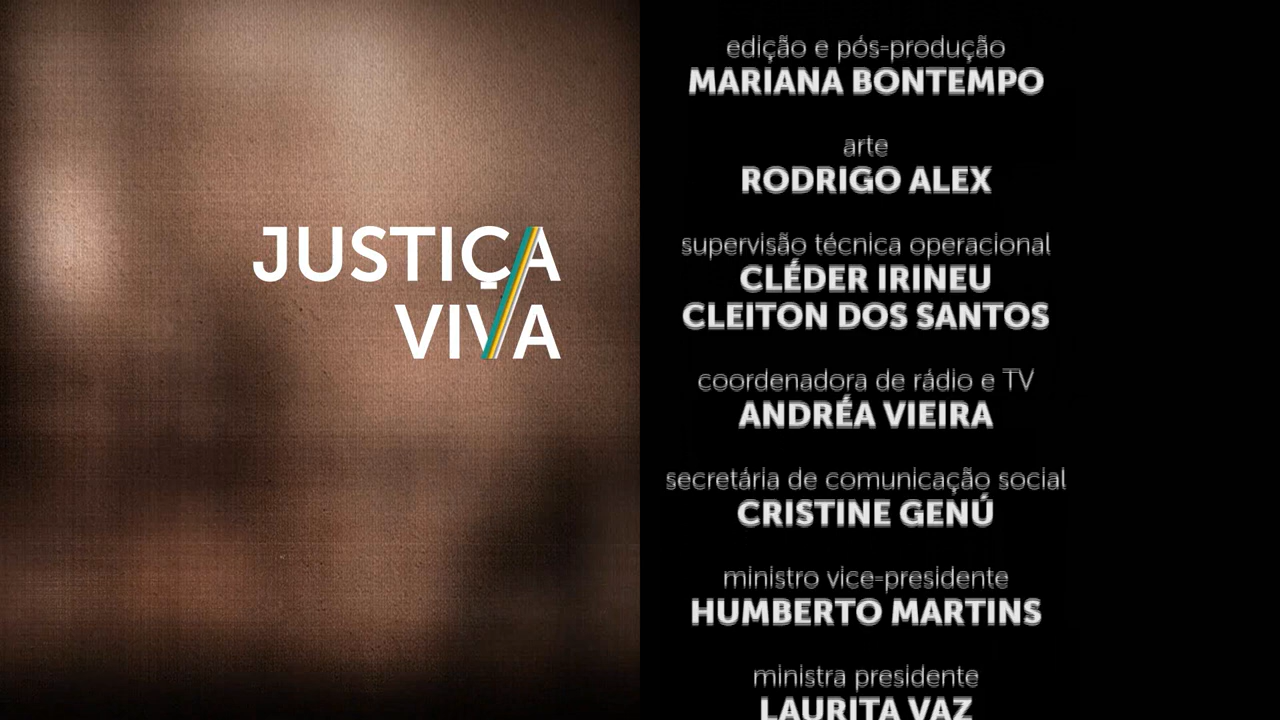 JUSTIÇA
VIVA
edição e pós-produção
MARIANA BONTEMPO
arte
RODRIGO ALEX
supervisão técnica operacional
CLÉDER IRINEU
CLEITON DOS SANTOS
coordenadora de rádio e TV
ANDRÉA VIEIRA
secretária de comunicação social
CRISTINE GENÚ
ministro vice-presidente
HUMBERTO MARTINS
ministra presidente
LAURITA VAZ